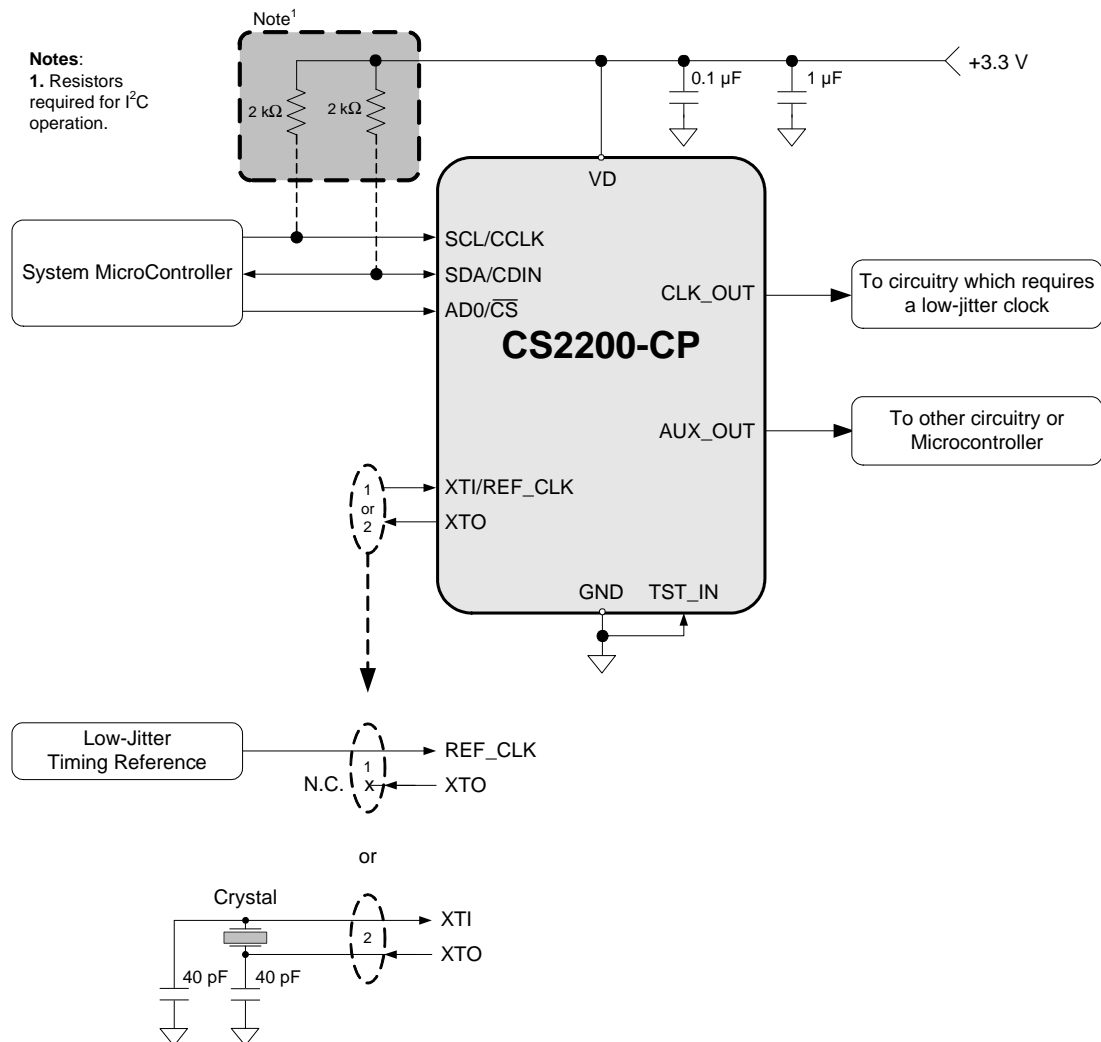 Note¹
Notes:
1. Resistors
required for I²C
operation.
+3.3 V
0.1 µF
1 µF
2 kΩ
2 kΩ
VD
System MicroController
SCL/CCLK
SDA/CDIN
AD0/C̅S̅
CS2200-CP
CLK_OUT
To circuitry which requires
a low-jitter clock
AUX_OUT
To other circuitry or
Microcontroller
1
or
2
XTI/REF_CLK
XTO
GND
TST_IN
Low-Jitter
Timing Reference
1
x
N.C.
REF_CLK
XTO
or
Crystal
2
XTI
XTO
40 pF
40 pF